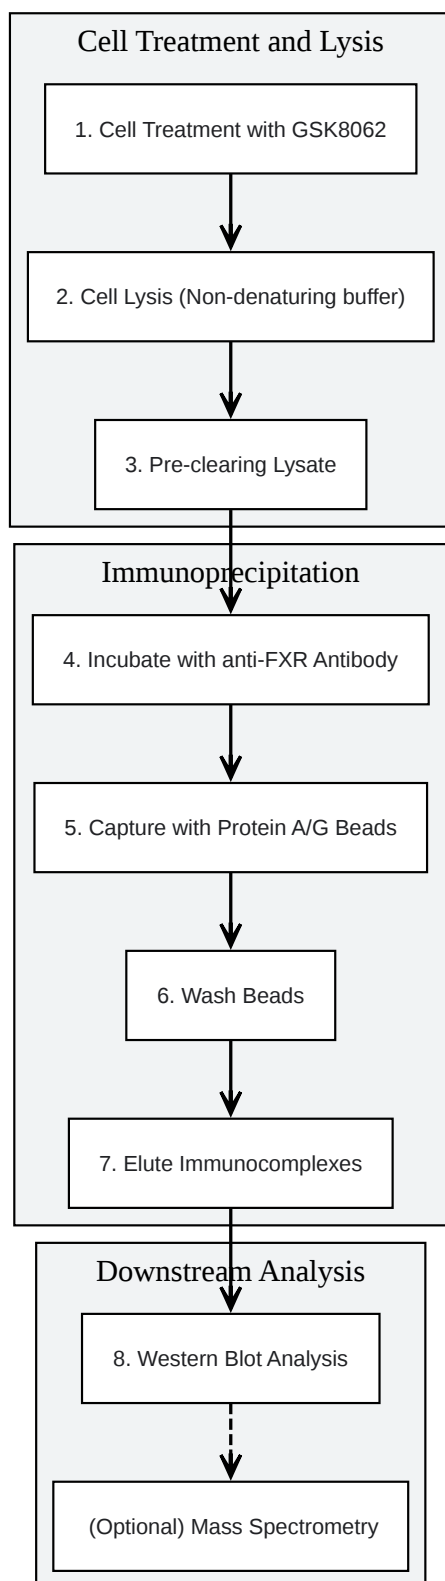 Cell Treatment and Lysis
1. Cell Treatment with GSK8062
2. Cell Lysis (Non-denaturing buffer)
3. Pre-clearing Lysate
Immunoprecipitation
4. Incubate with anti-FXR Antibody
5. Capture with Protein A/G Beads
6. Wash Beads
7. Elute Immunocomplexes
Downstream Analysis
8. Western Blot Analysis
(Optional) Mass Spectrometry